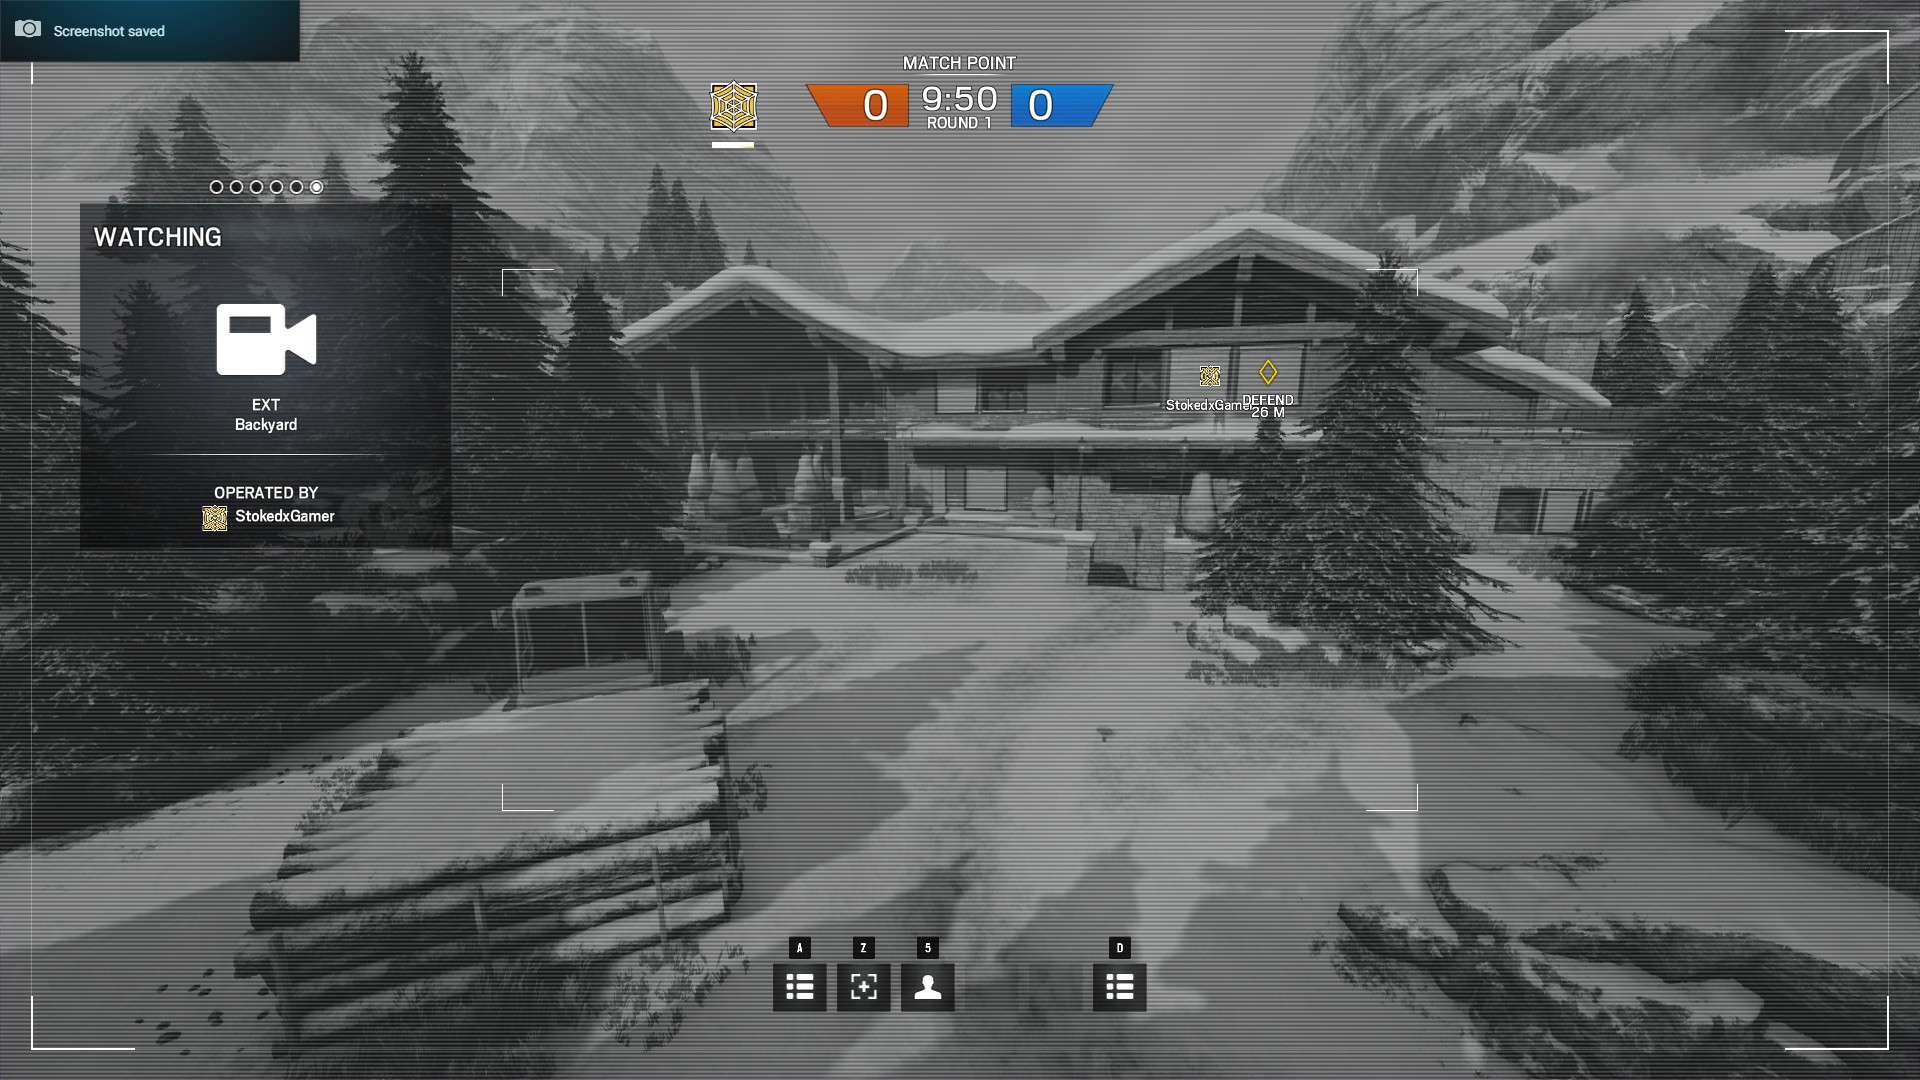 Screenshot saved
MATCH POINT
0 9:50 0
ROUND 1
WATCHING
EXT
Backyard
OPERATED BY
StokedxGamer
StokedxGame
DEFEND
26 M
A Z 5 D